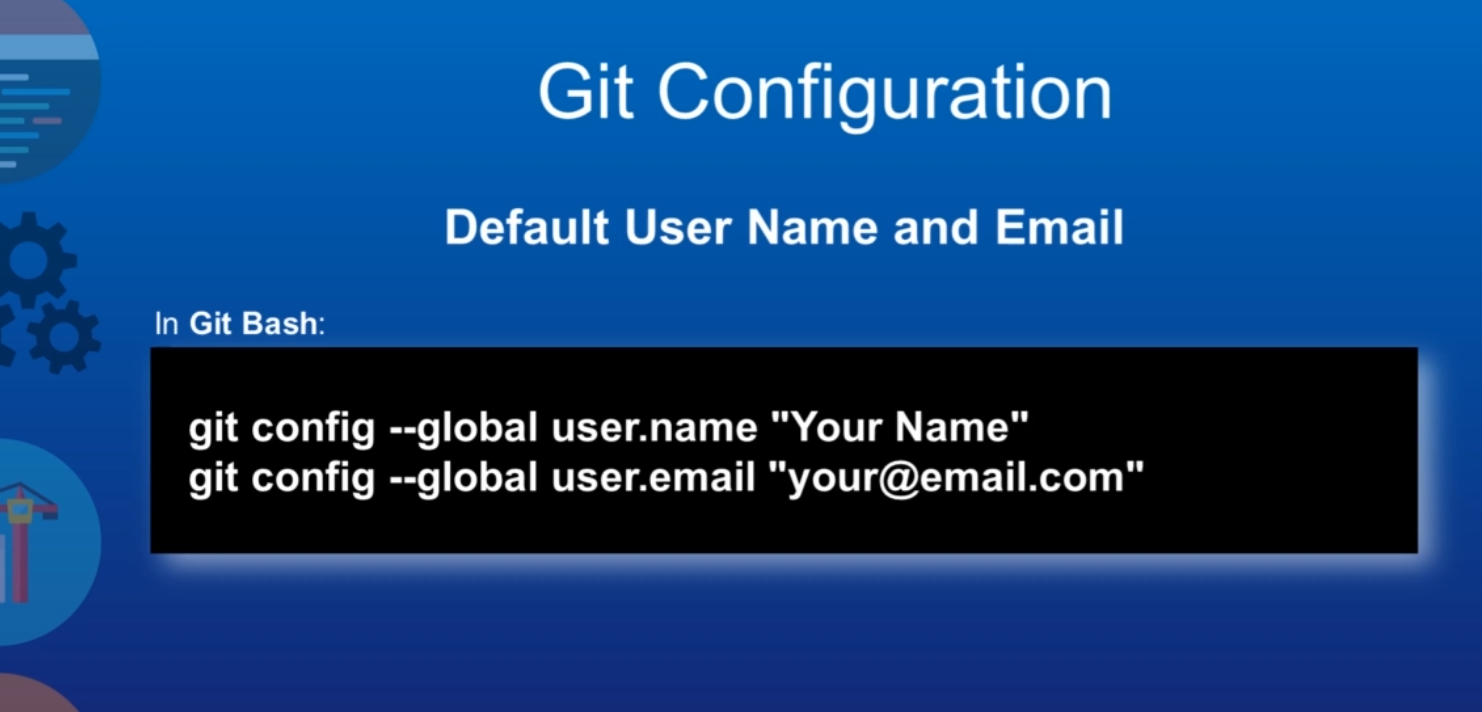 Git Configuration
Default User Name and Email
In Git Bash:
git config --global user.name "Your Name"
git config --global user.email "your@email.com"